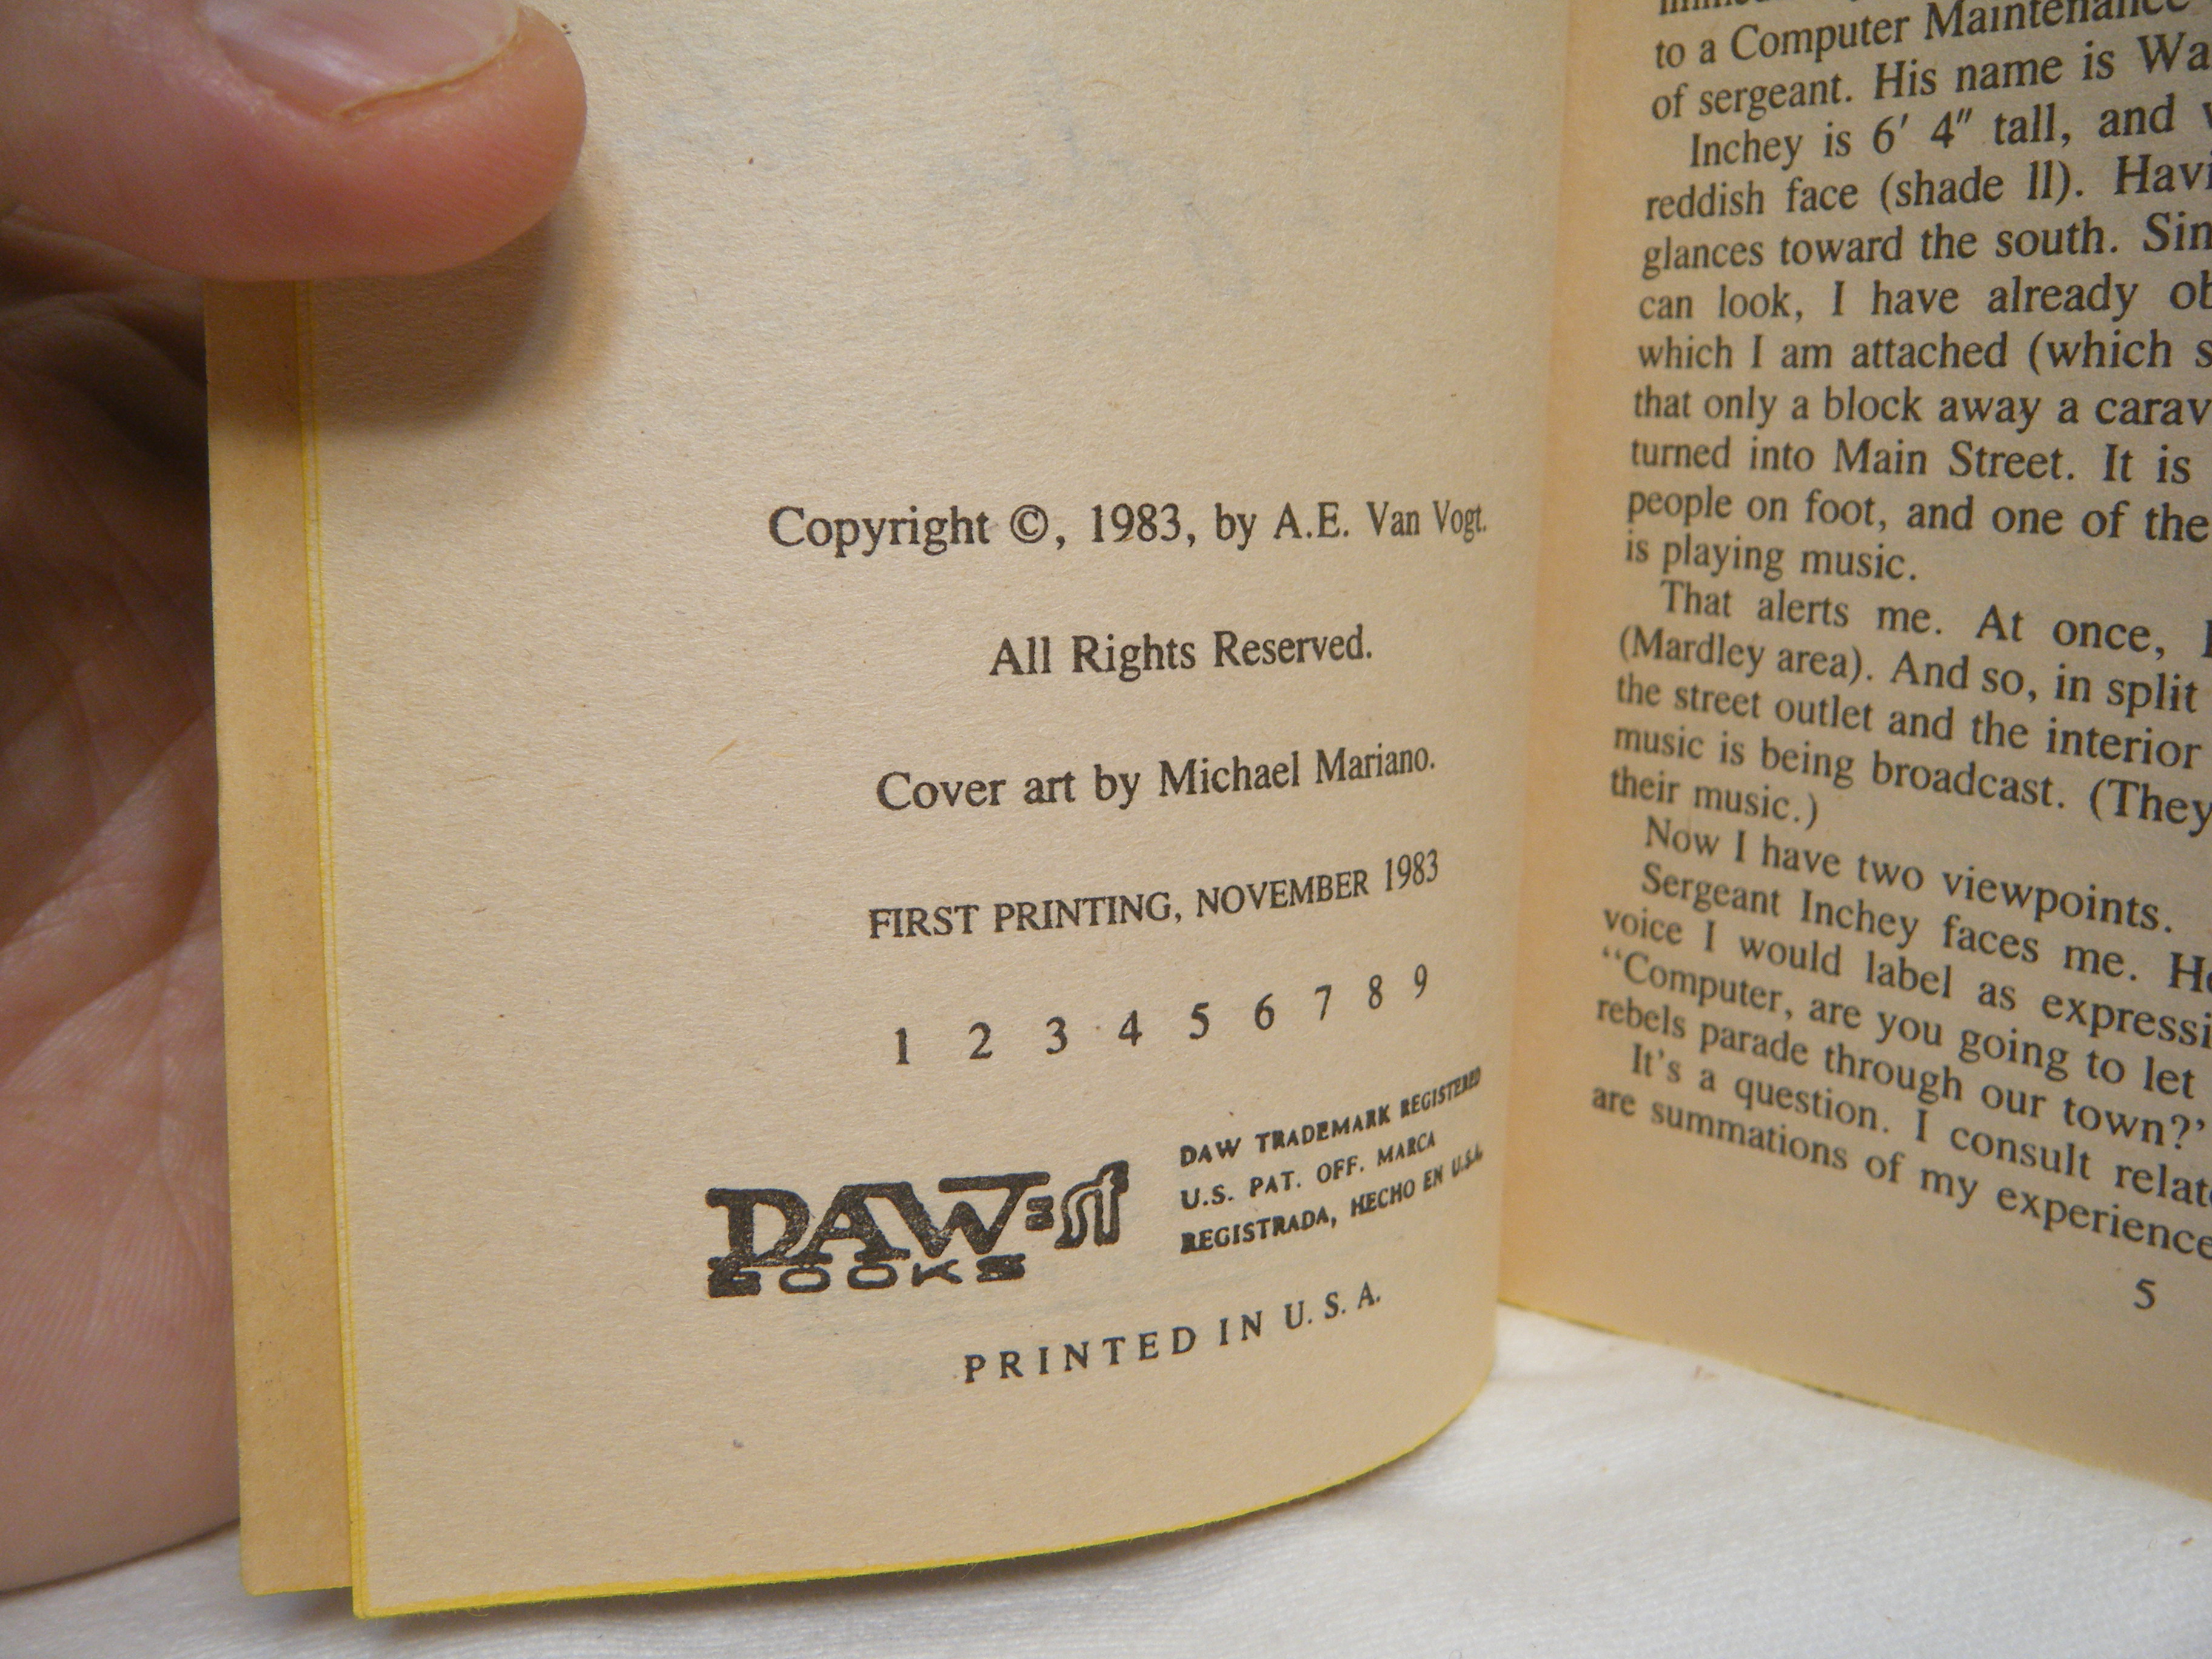 Copyright ©, 1983, by A.E. Van Vogt.
All Rights Reserved.
Cover art by Michael Mariano.
FIRST PRINTING, NOVEMBER 1983
1 2 3 4 5 6 7 8 9
DAW BOOKS
DAW TRADEMARK REGISTERED
U.S. PAT. OFF. MARCA
REGISTRADA, HECHO EN U.S.A.
PRINTED IN U.S.A.
to a Computer Maintenance
of sergeant. His name is
Inchey is 6' 4" tall, and
reddish face (shade II).
glances toward the south.
can look, I have already
which I am attached (which
that only a block away a
turned into Main Street. It is
people on foot, and one of the
is playing music.
That alerts me. At once,
(Mardley area). And so, in split
the street outlet and the interior
music is being broadcast. (They
their music.)
Now I have two viewpoints.
Sergeant Inchey faces me.
voice I would label as
"Computer, are you going to let
rebels parade through our town?'
It's a question. I consult
are summations of my
5